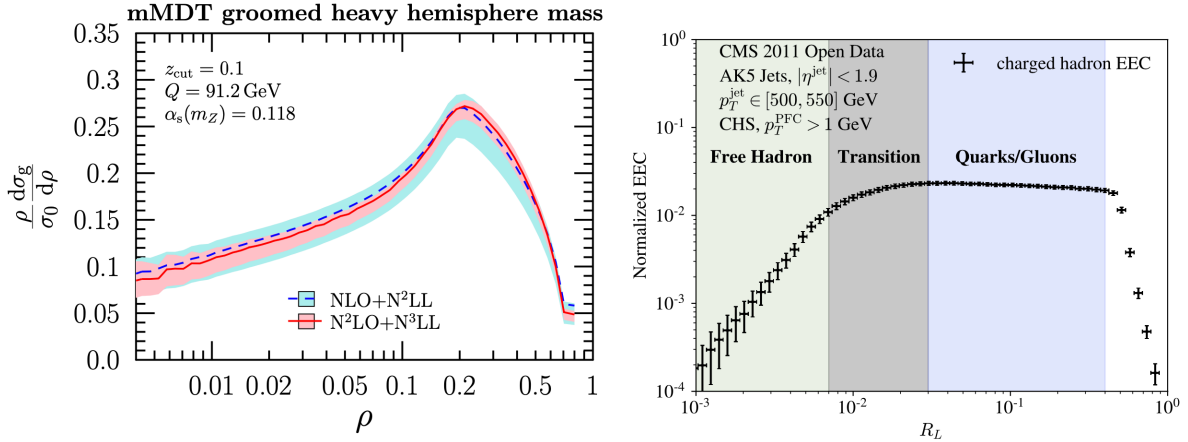 mMDT groomed heavy hemisphere mass
0.35
0.3
0.25
0.2
0.15
0.1
0.05
0.0
ρ/σ₀ dσ_g/dρ
z_cut = 0.1
Q = 91.2 GeV
α_s(m_Z) = 0.118
NLO+N²LL
N²LO+N³LL
0.01 0.02 0.05 0.1 0.2 0.5 1
ρ
10⁰
10⁻¹
10⁻²
10⁻³
10⁻⁴
Normalized EEC
CMS 2011 Open Data
AK5 Jets, |η^jet| < 1.9
p_T^jet ∈ [500, 550] GeV
CHS, p_T^PFC > 1 GeV
charged hadron EEC
Free Hadron Transition Quarks/Gluons
10⁻³ 10⁻² 10⁻¹ 10⁰
R_L